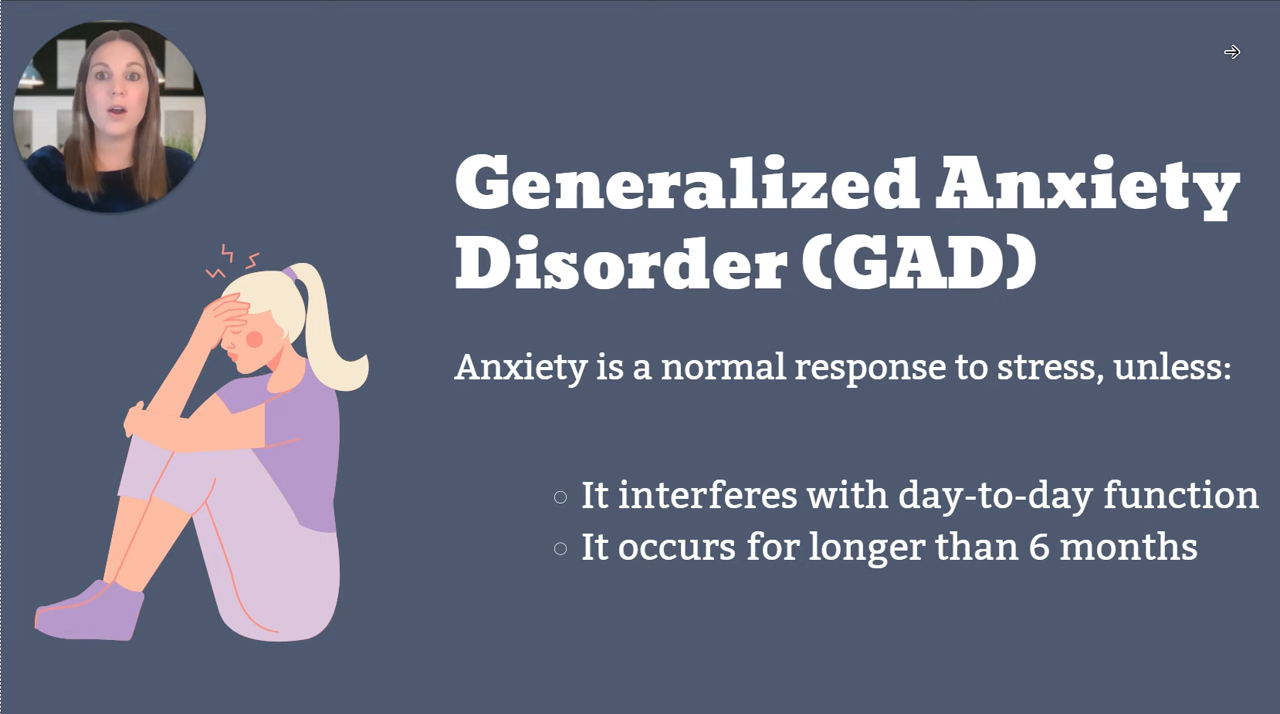 Generalized Anxiety
Disorder (GAD)
Anxiety is a normal response to stress, unless:
It interferes with day-to-day function
It occurs for longer than 6 months